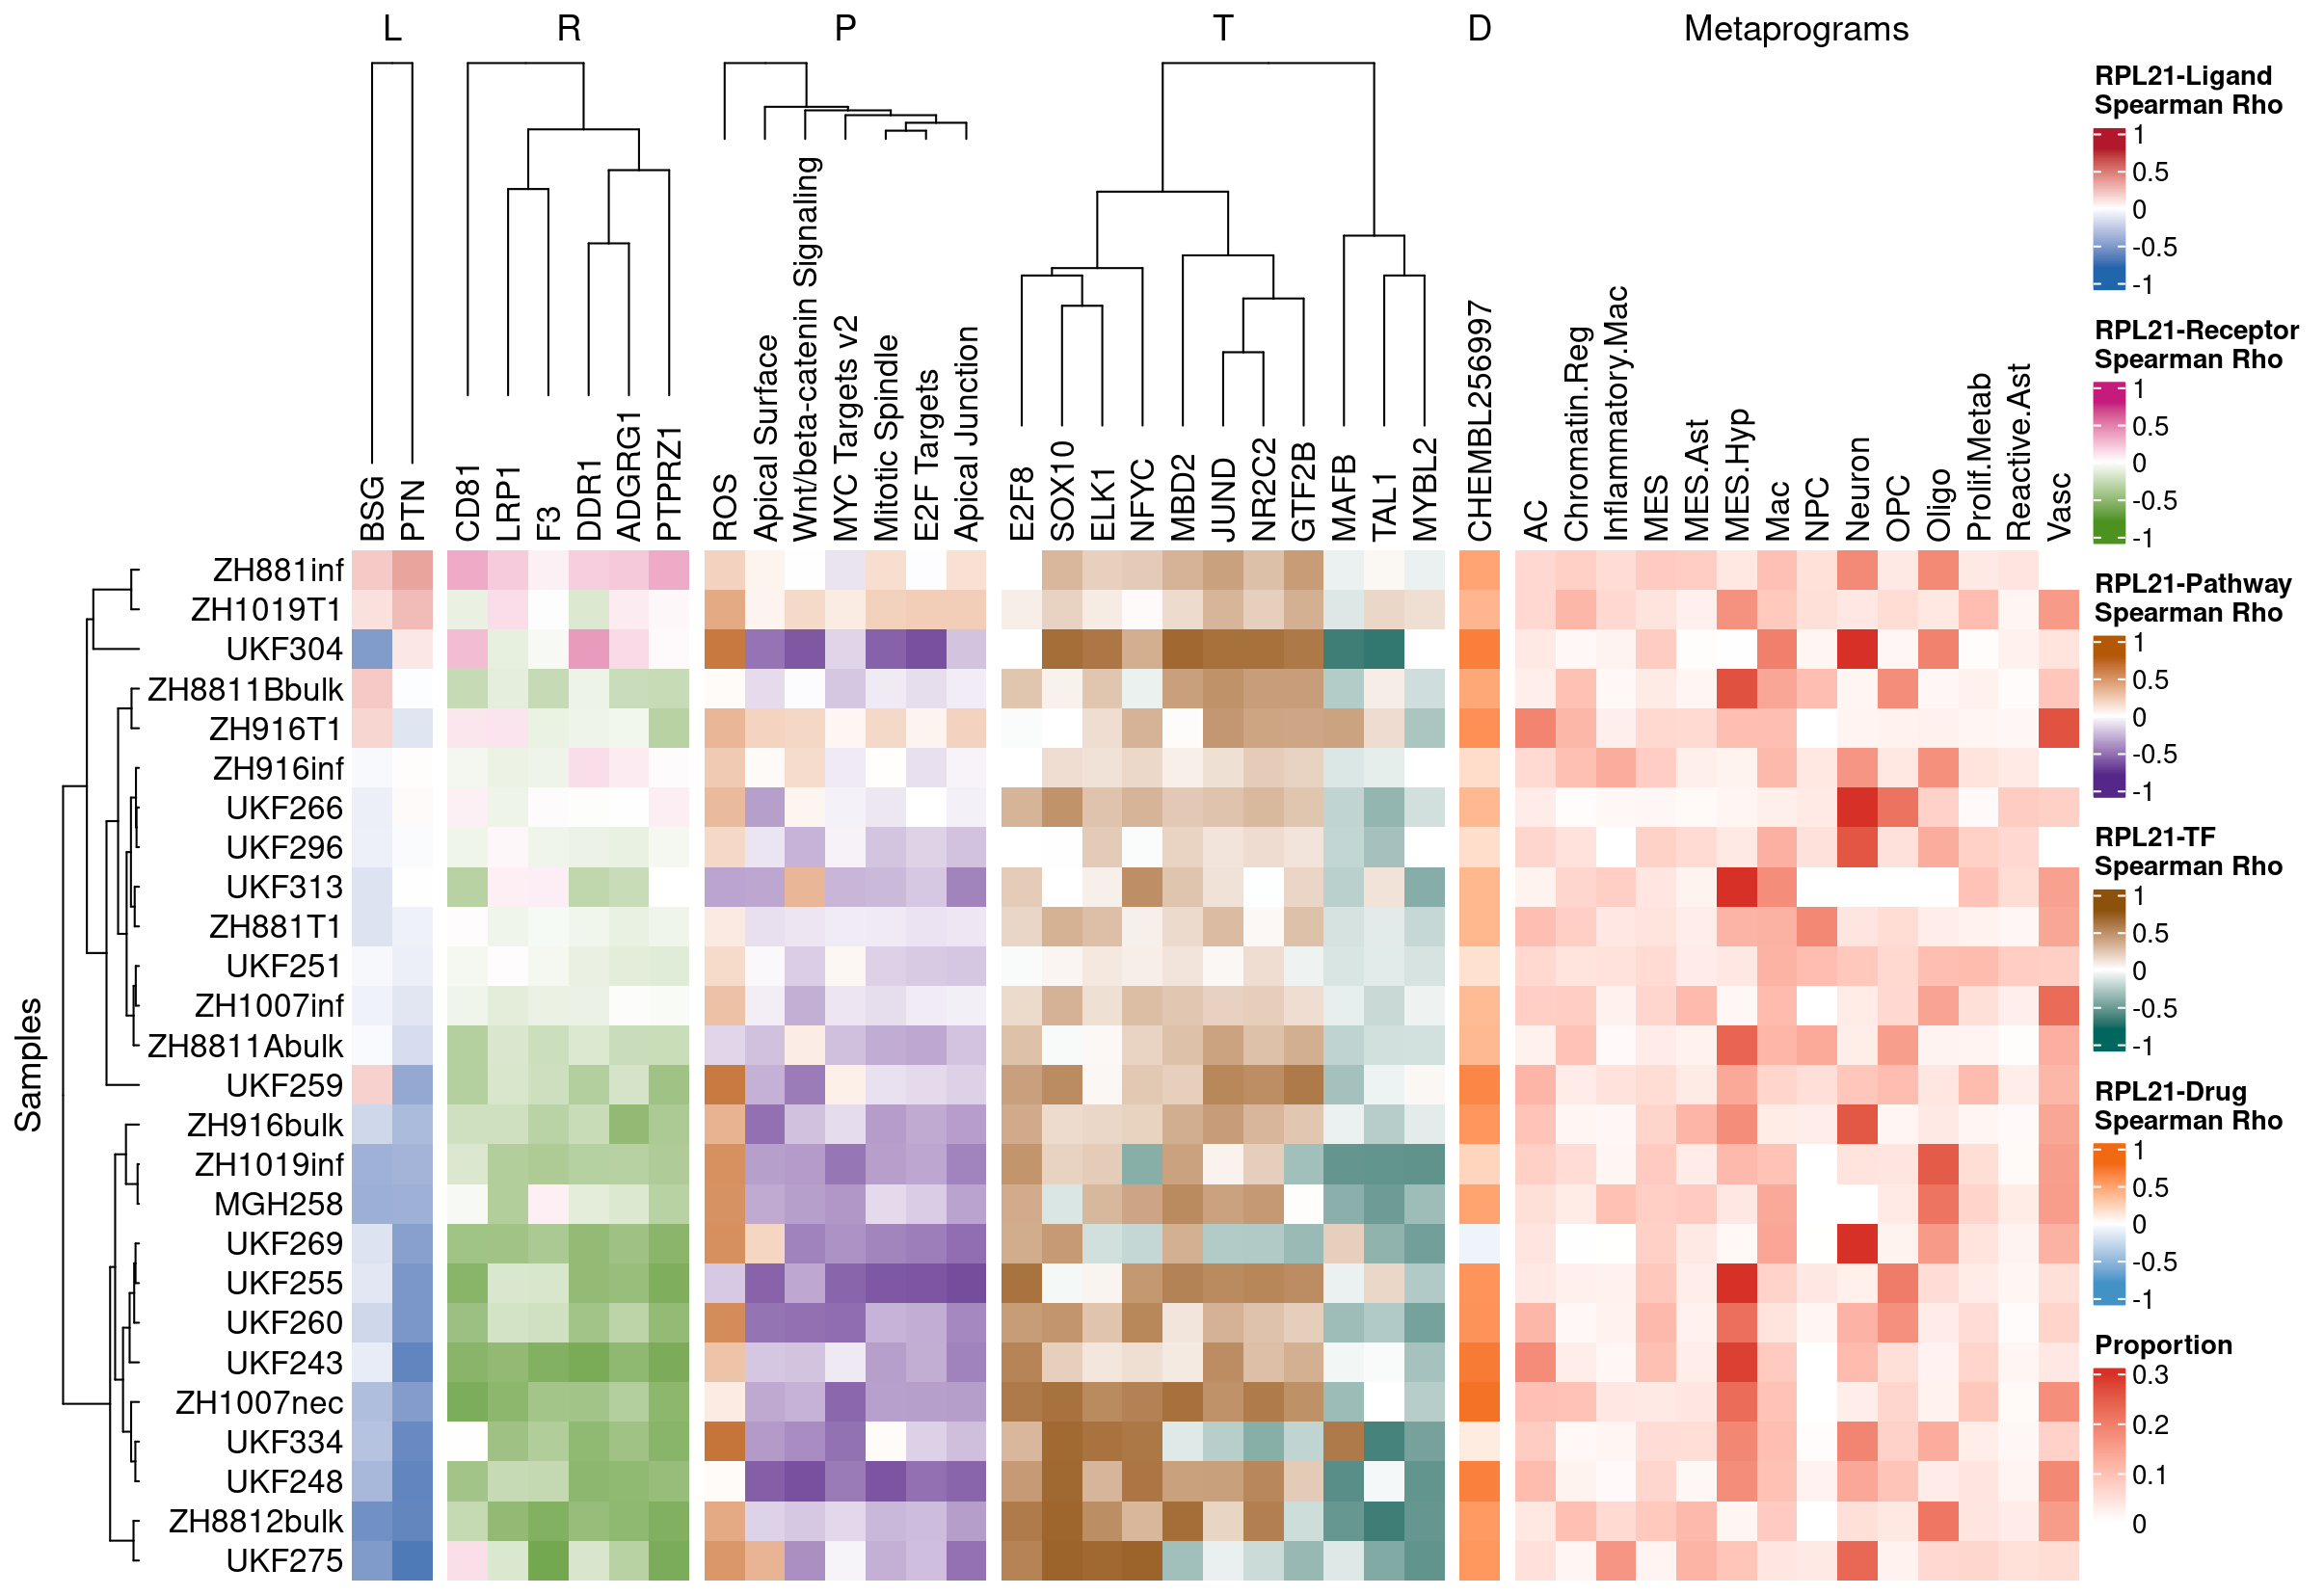 L
R
P
T
D
Metaprograms
BSG
PTN
CD81
LRP1
F3
DDR1
ADGRG1
PTPRZ1
ROS
Apical Surface
Wnt/beta-catenin Signaling
MYC Targets v2
Mitotic Spindle
E2F Targets
Apical Junction
E2F8
SOX10
ELK1
NFYC
MBD2
JUND
NR2C2
GTF2B
MAFB
TAL1
MYBL2
CHEMBL256997
AC
Chromatin.Reg
Inflammatory.Mac
MES
MES.Ast
MES.Hyp
Mac
NPC
Neuron
OPC
Oligo
Prolif.Metab
Reactive.Ast
Vasc
Samples
ZH881inf
ZH1019T1
UKF304
ZH8811Bbulk
ZH916T1
ZH916inf
UKF266
UKF296
UKF313
ZH881T1
UKF251
ZH1007inf
ZH8811Abulk
UKF259
ZH916bulk
ZH1019inf
MGH258
UKF269
UKF255
UKF260
UKF243
ZH1007nec
UKF334
UKF248
ZH8812bulk
UKF275
RPL21-Ligand
Spearman Rho
1
0.5
0
-0.5
-1
RPL21-Receptor
Spearman Rho
1
0.5
0
-0.5
-1
RPL21-Pathway
Spearman Rho
1
0.5
0
-0.5
-1
RPL21-TF
Spearman Rho
1
0.5
0
-0.5
-1
RPL21-Drug
Spearman Rho
1
0.5
0
-0.5
-1
Proportion
0.3
0.2
0.1
0